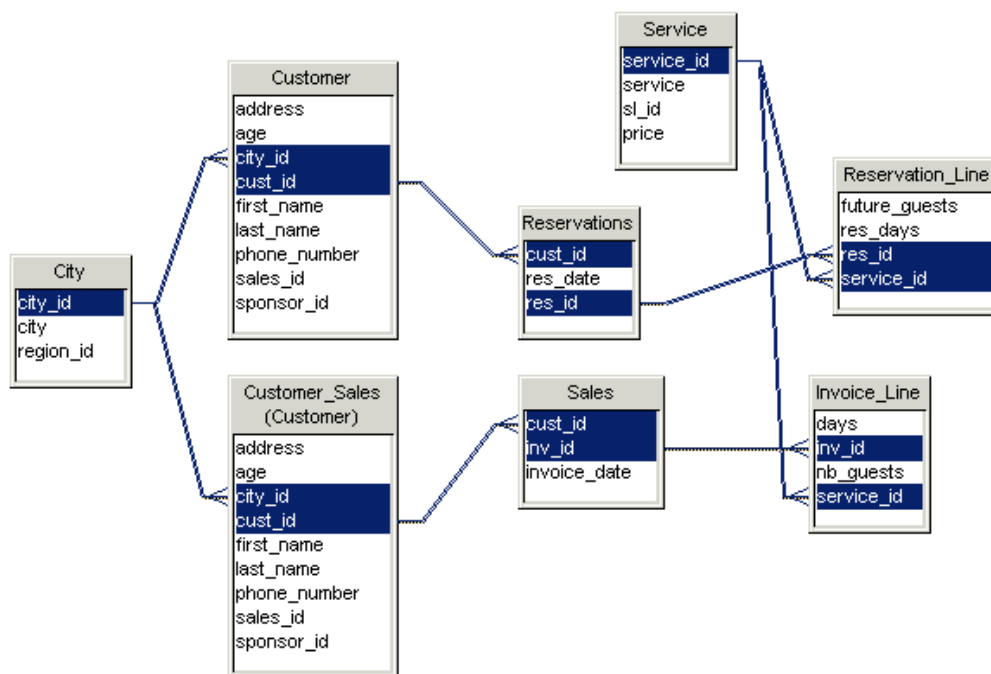 City
city_id
city
region_id
Customer
address
age
city_id
cust_id
first_name
last_name
phone_number
sales_id
sponsor_id
Customer_Sales
(Customer)
address
age
city_id
cust_id
first_name
last_name
phone_number
sales_id
sponsor_id
Reservations
cust_id
res_date
res_id
Sales
cust_id
inv_id
invoice_date
Service
service_id
service
sl_id
price
Reservation_Line
future_guests
res_days
res_id
service_id
Invoice_Line
days
inv_id
nb_guests
service_id